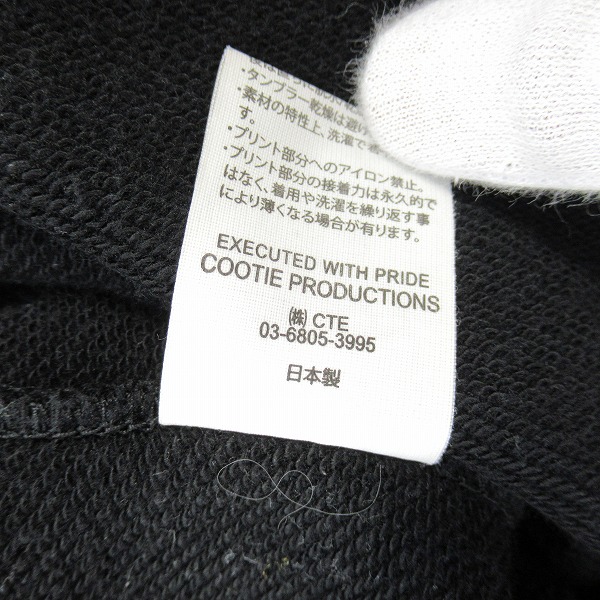 ・タンブラー乾燥は避け
・素材の特性上、洗濯で
す。
・プリント部分へのアイロン禁止。
・プリント部分の接着力は永久的で
はなく、着用や洗濯を繰り返す事
により薄くなる場合が有ります。
EXECUTED WITH PRIDE
COOTIE PRODUCTIONS
㈱ CTE
03-6805-3995
日本製